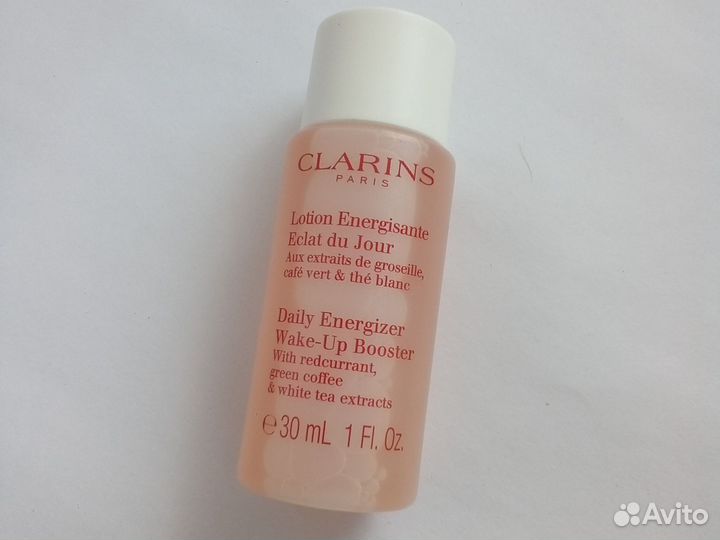 CLARINS
PARIS
Lotion Energisante
Eclat du Jour
Aux extraits de groseille,
café vert & thé blanc
Daily Energizer
Wake-Up Booster
With redcurrant,
green coffee
& white tea extracts
℮30 mL 1 Fl. Oz.
Avito